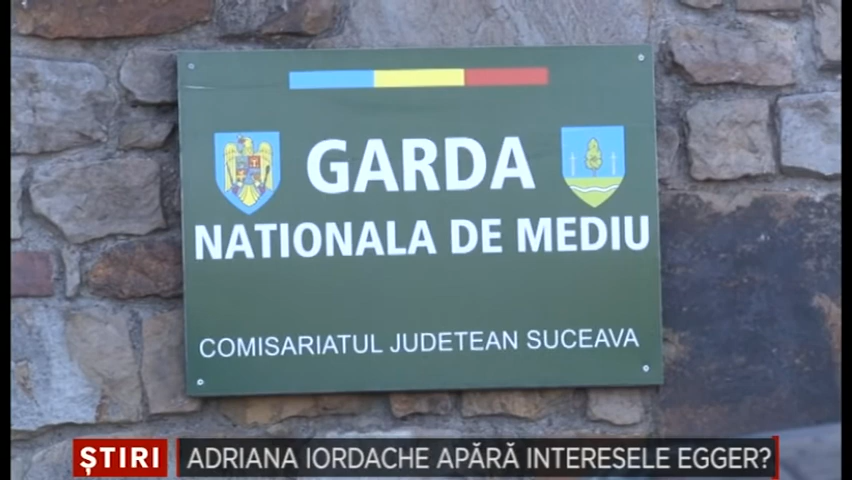 GARDA
NATIONALA DE MEDIU
COMISARIATUL JUDETEAN SUCEAVA
ȘTIRI ADRIANA IORDACHE APĂRĂ INTERESELE EGGER?